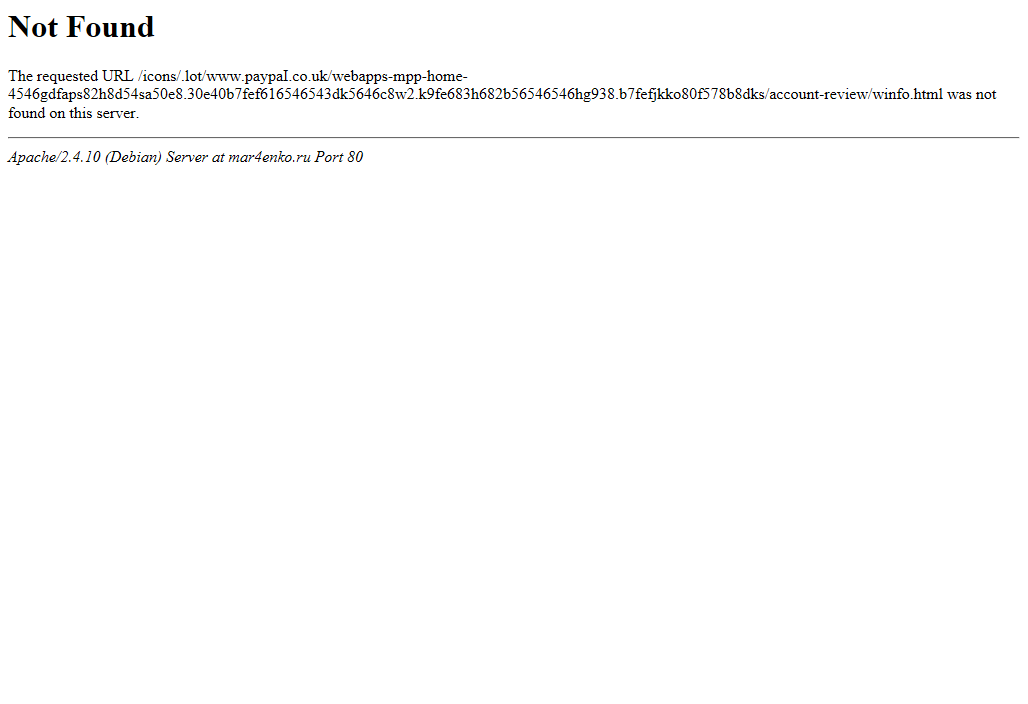 Not Found
The requested URL /icons/.lot/www.paypaI.co.uk/webapps-mpp-home-
4546gdfaps82h8d54sa50e8.30e40b7fef616546543dk5646c8w2.k9fe683h682b56546546hg938.b7fefjkko80f578b8dks/account-review/winfo.html was not
found on this server.
Apache/2.4.10 (Debian) Server at mar4enko.ru Port 80